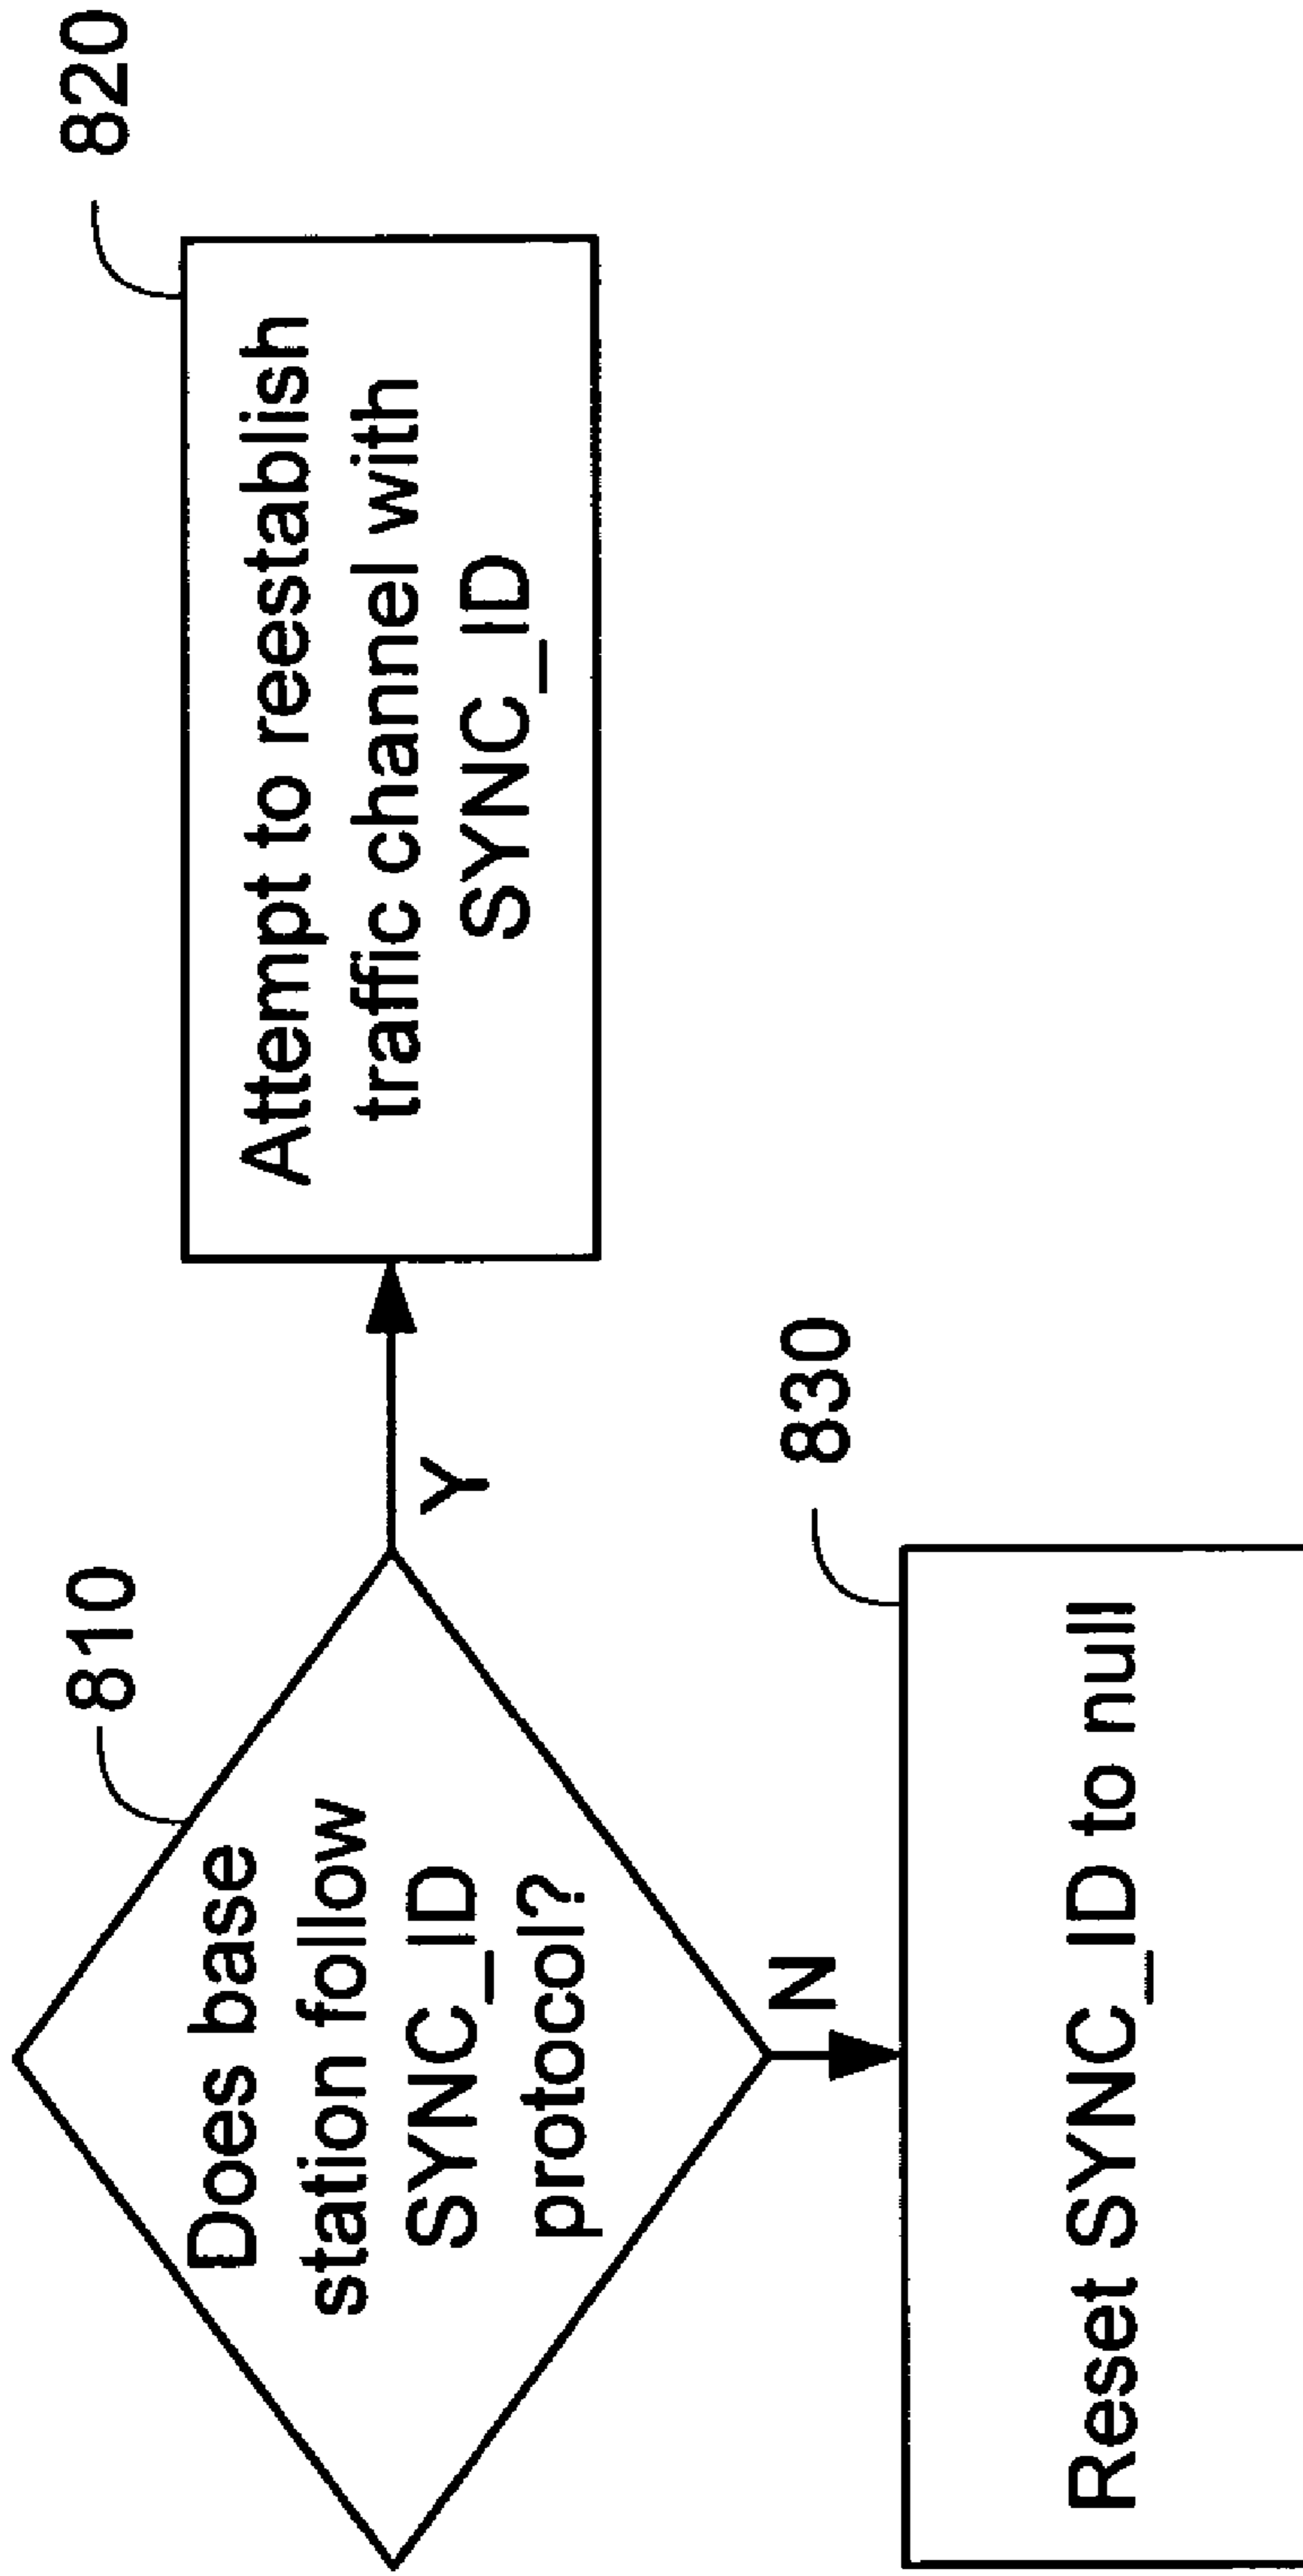 810
Does base
station follow
SYNC_ID
protocol?
Y
820
Attempt to reestablish
traffic channel with
SYNC_ID
N
830
Reset SYNC_ID to null